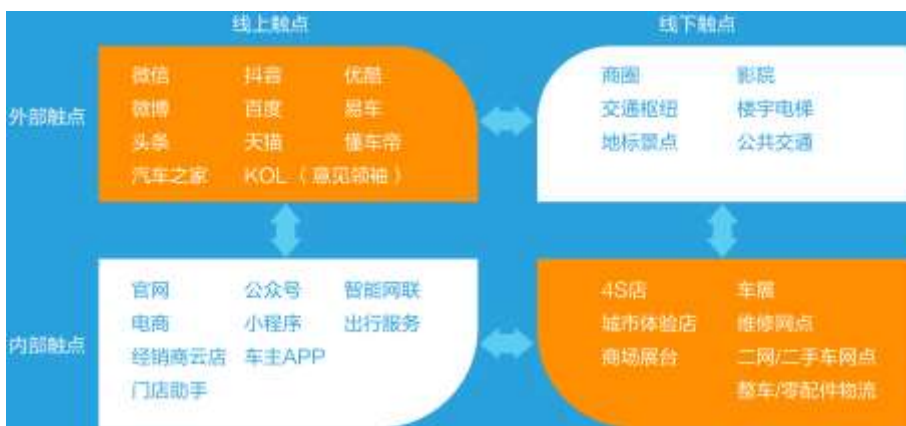 线上触点 线下触点
外部触点
微信 抖音 优酷
微博 百度 易车
头条 天猫 懂车帝
汽车之家 KOL（意见领袖）
商圈 影院
交通枢纽 楼宇电梯
地标景点 公共交通
内部触点
官网 公众号 智能网联
电商 小程序 出行服务
经销商云店 车主APP
门店助手
4S店 车展
城市体验店 维修网点
商场展台 二网/二手车网点
整车/零配件物流